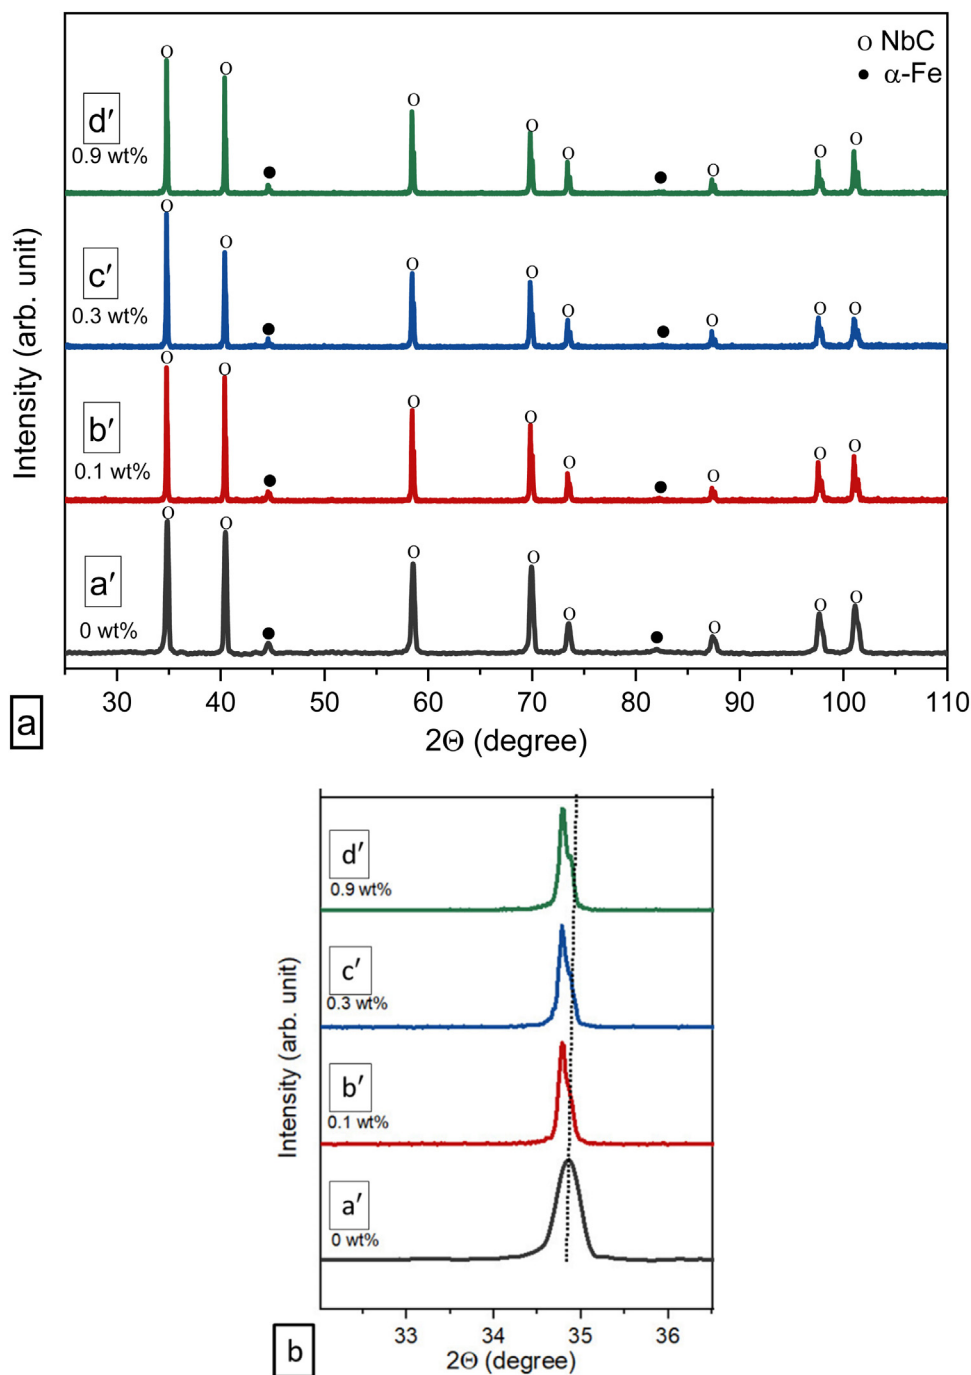 O NbC
● α-Fe
d′
0.9 wt%
c′
0.3 wt%
b′
0.1 wt%
a′
0 wt%
Intensity (arb. unit)
30 40 50 60 70 80 90 100 110
2Θ (degree)
a
d′
0.9 wt%
c′
0.3 wt%
b′
0.1 wt%
a′
0 wt%
Intensity (arb. unit)
33 34 35 36
2Θ (degree)
b